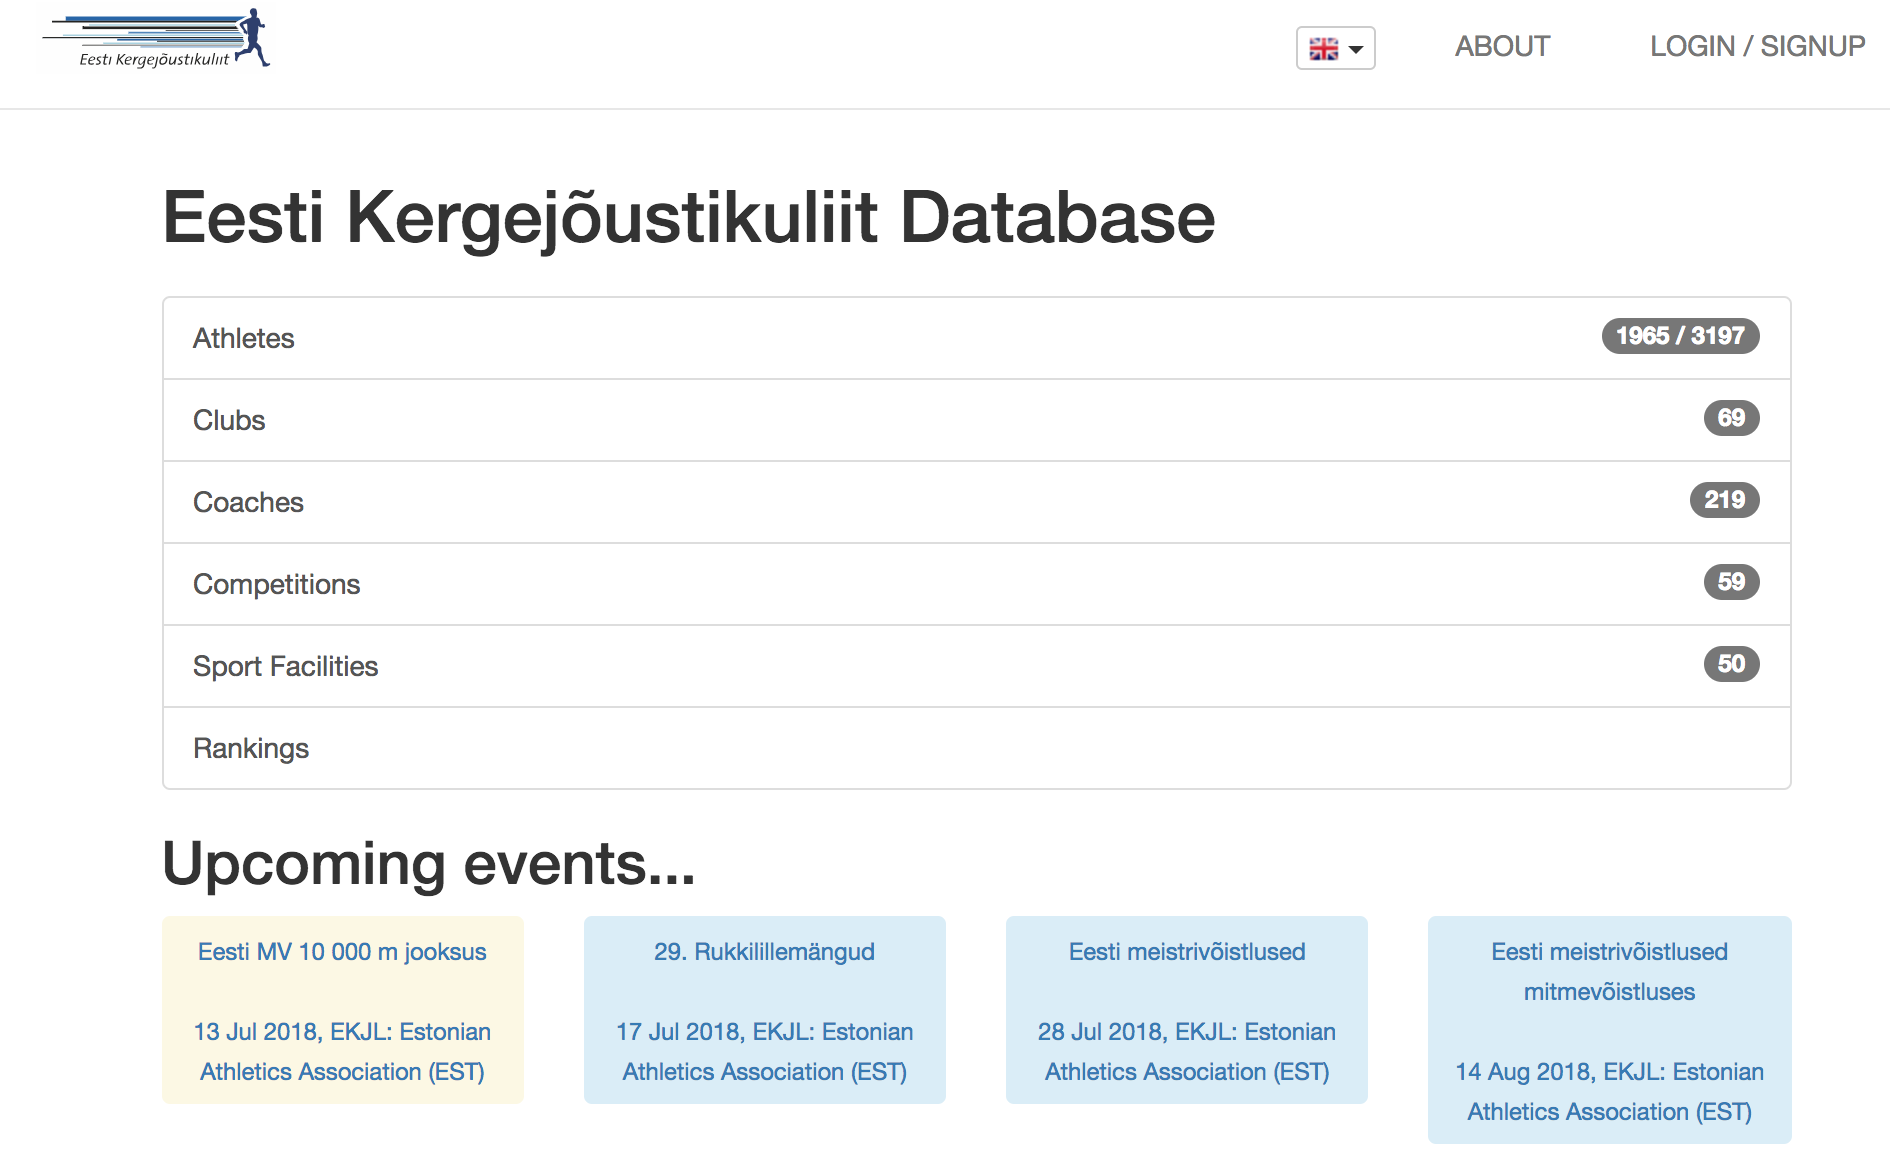 Eesti Kergejõustikuliit
ABOUT
LOGIN / SIGNUP
Eesti Kergejõustikuliit Database
Athletes 1965 / 3197
Clubs 69
Coaches 219
Competitions 59
Sport Facilities 50
Rankings
Upcoming events...
Eesti MV 10 000 m jooksus
13 Jul 2018, EKJL: Estonian
Athletics Association (EST)
29. Rukkilillemängud
17 Jul 2018, EKJL: Estonian
Athletics Association (EST)
Eesti meistrivõistlused
28 Jul 2018, EKJL: Estonian
Athletics Association (EST)
Eesti meistrivõistlused
mitmevõistluses
14 Aug 2018, EKJL: Estonian
Athletics Association (EST)